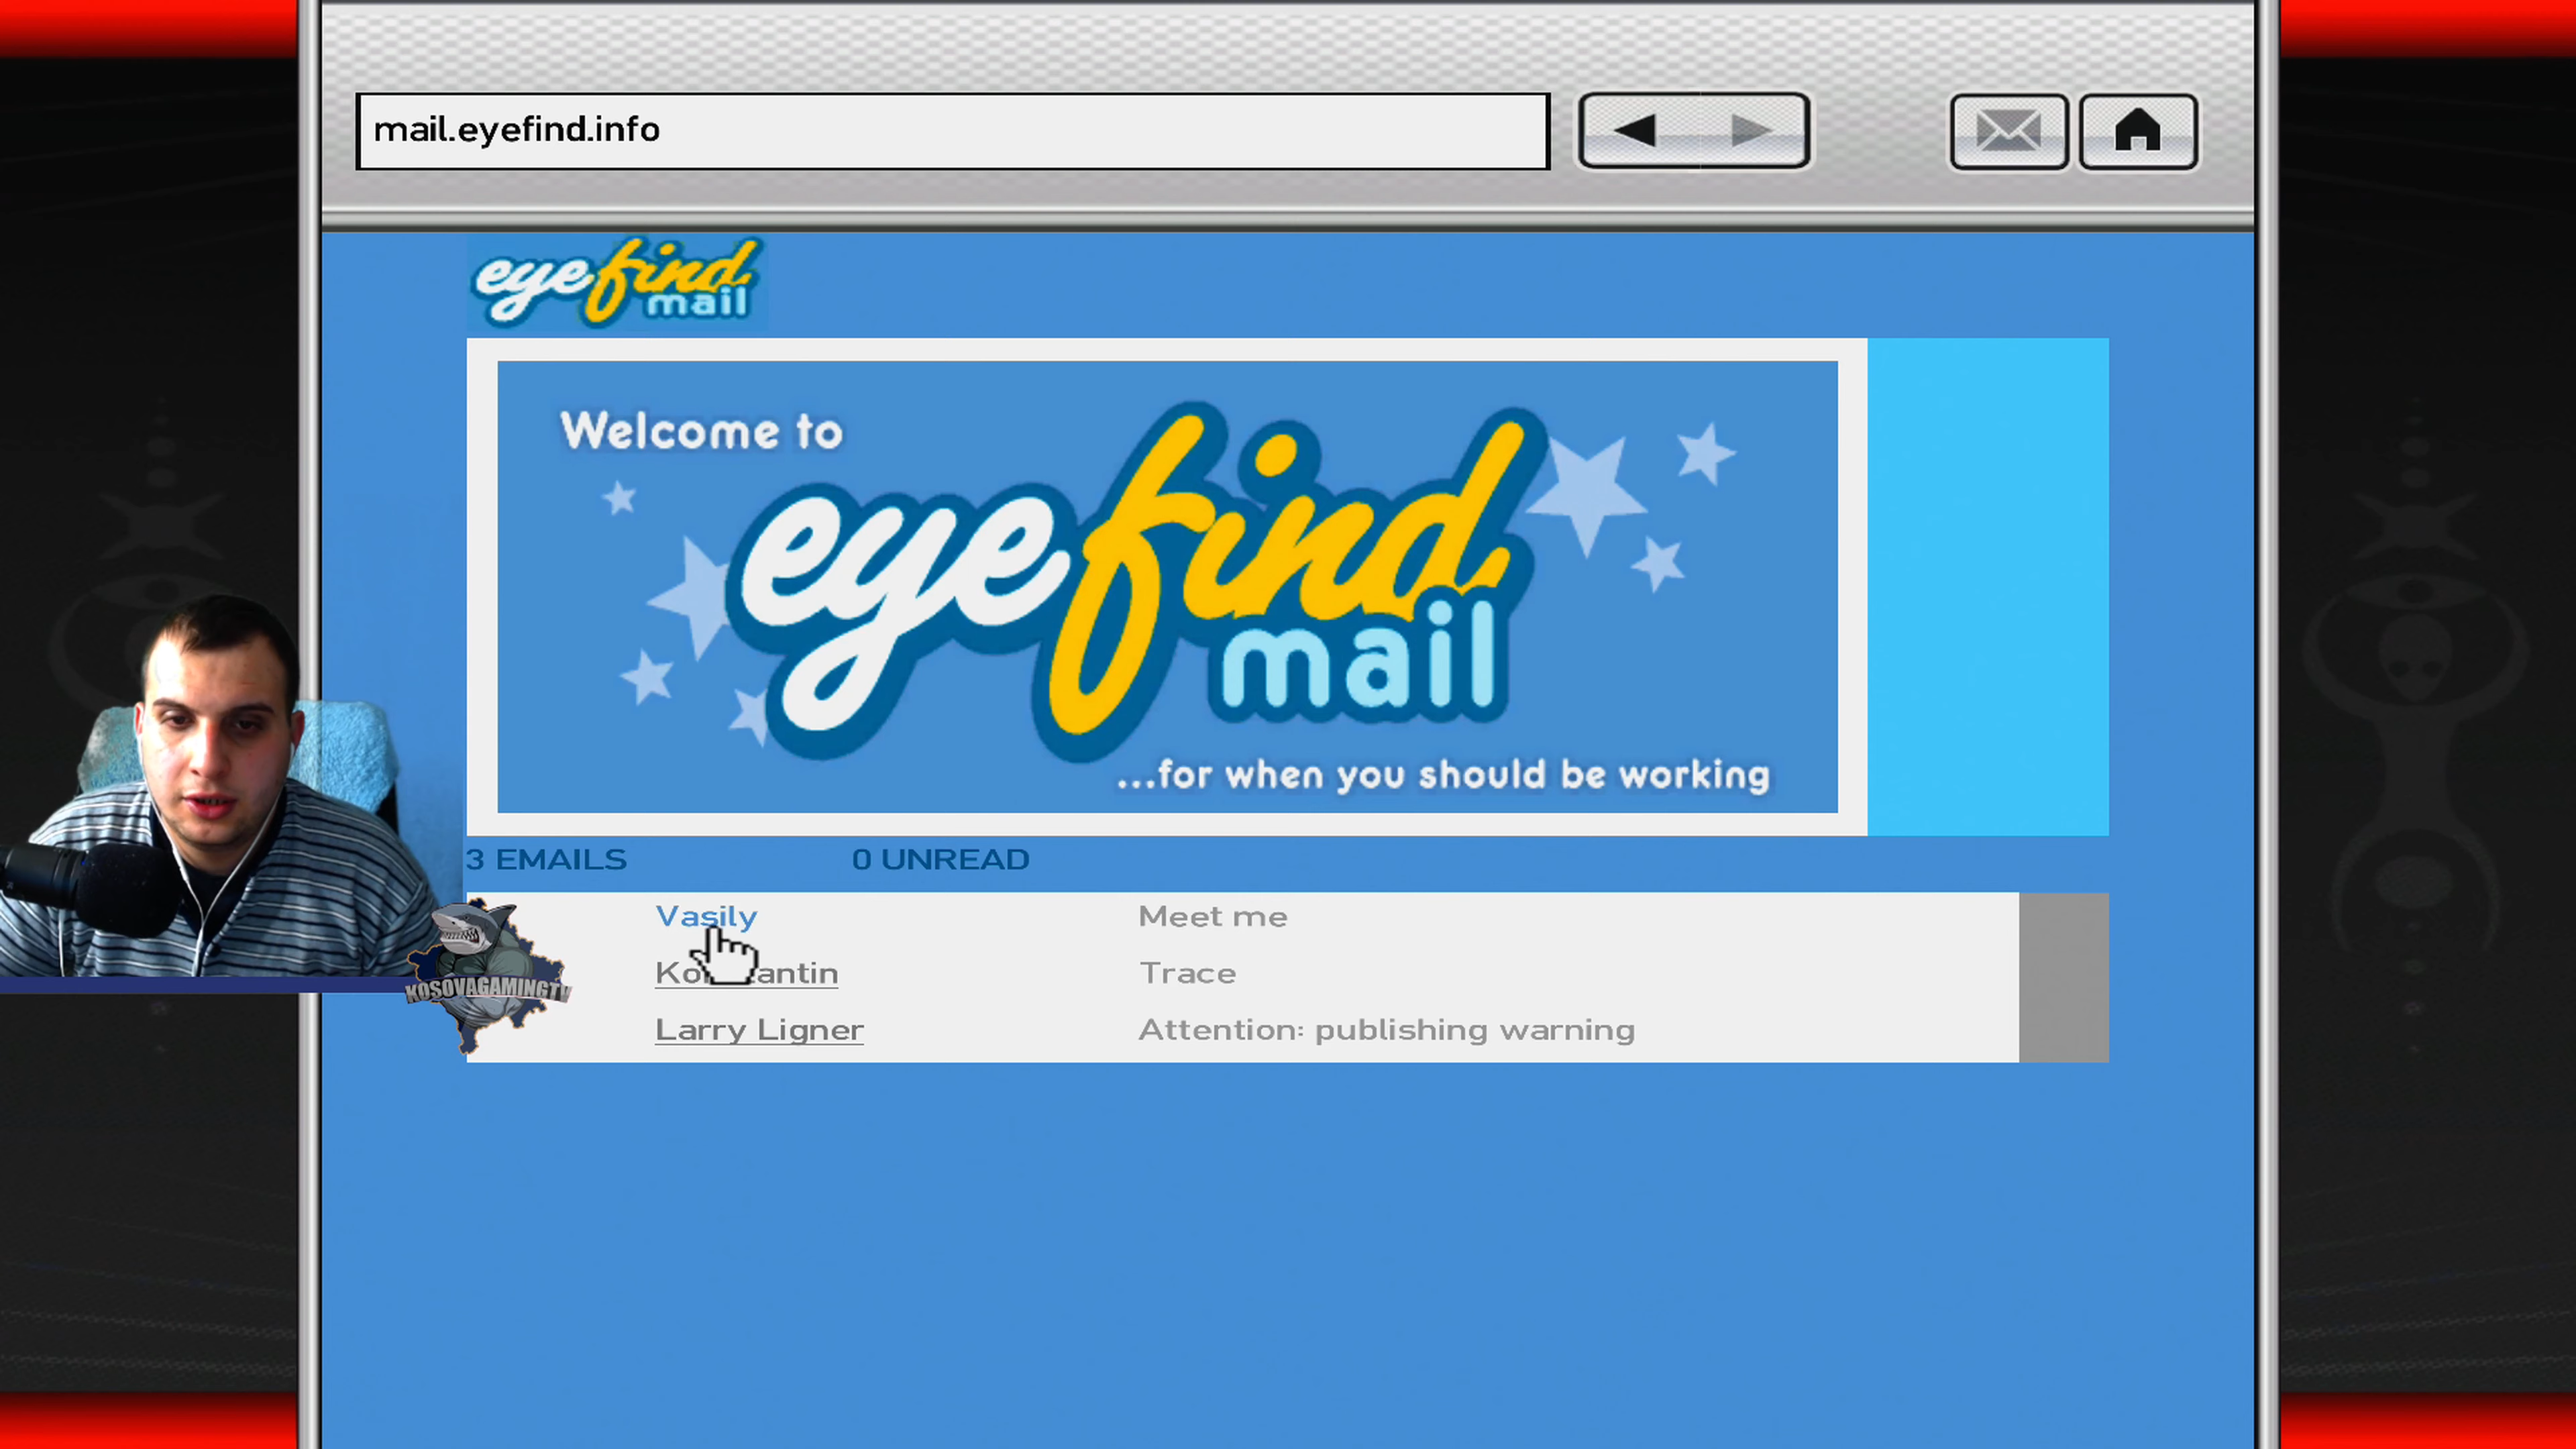 mail.eyefind.info
eyefind.
mail
Welcome to
eyefind.
mail
...for when you should be working
3 EMAILS 0 UNREAD
Vasily Meet me
Trace
Larry Ligner Attention: publishing warning
KOSOVAGAMINGTV